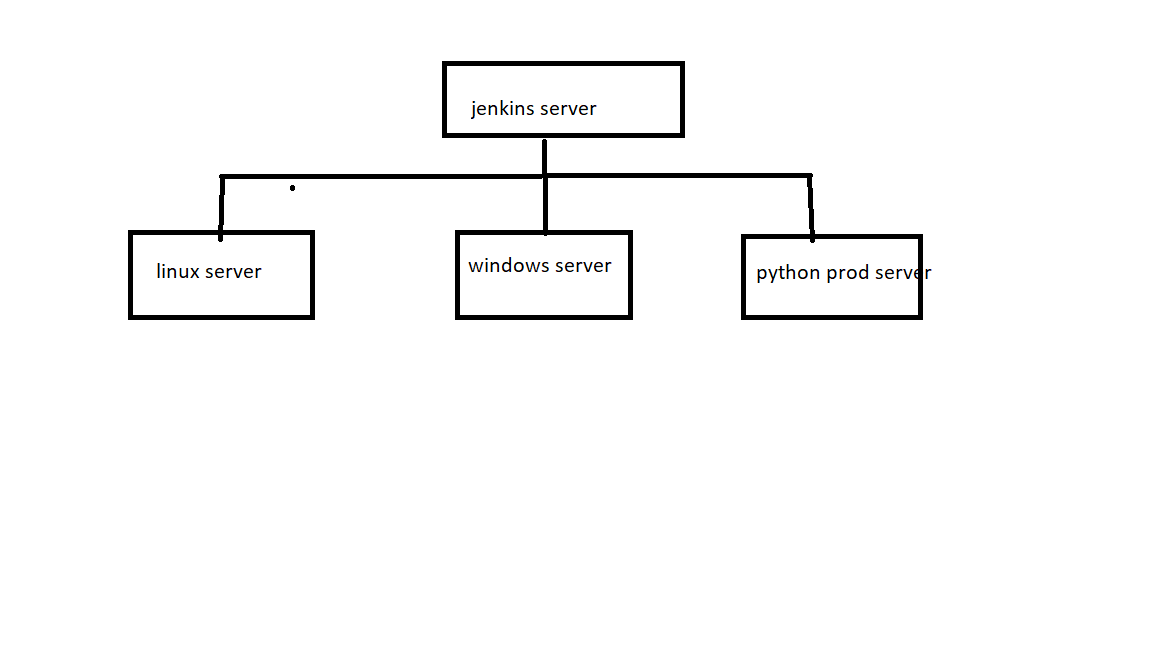 jenkins server
linux server
windows server
python prod server